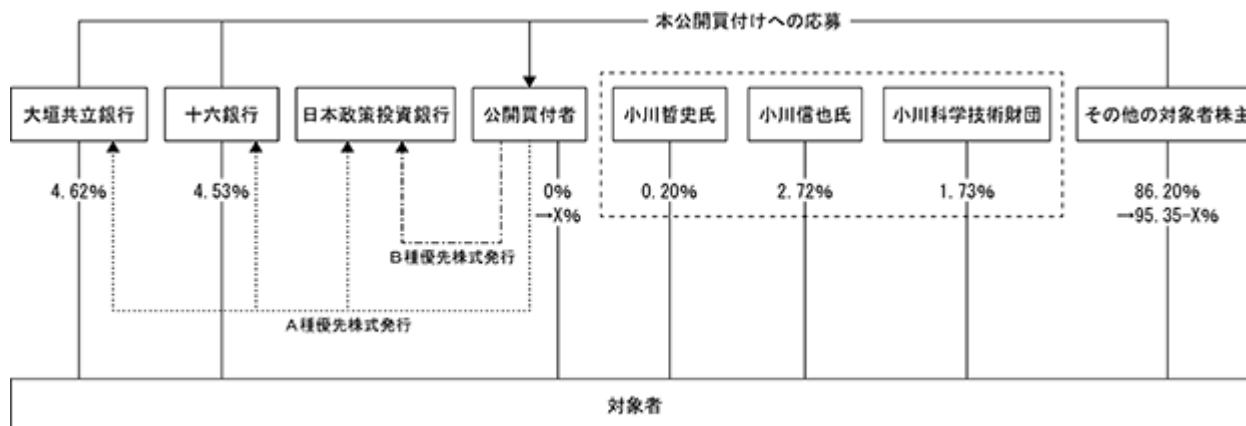 本公開買付けへの応募
大垣共立銀行
十六銀行
日本政策投資銀行
公開買付者
小川哲史氏
小川信也氏
小川科学技術財団
その他の対象者株主
4.62%
4.53%
0%
→X%
0.20%
2.72%
1.73%
86.20%
→95.35-X%
B種優先株式発行
A種優先株式発行
対象者